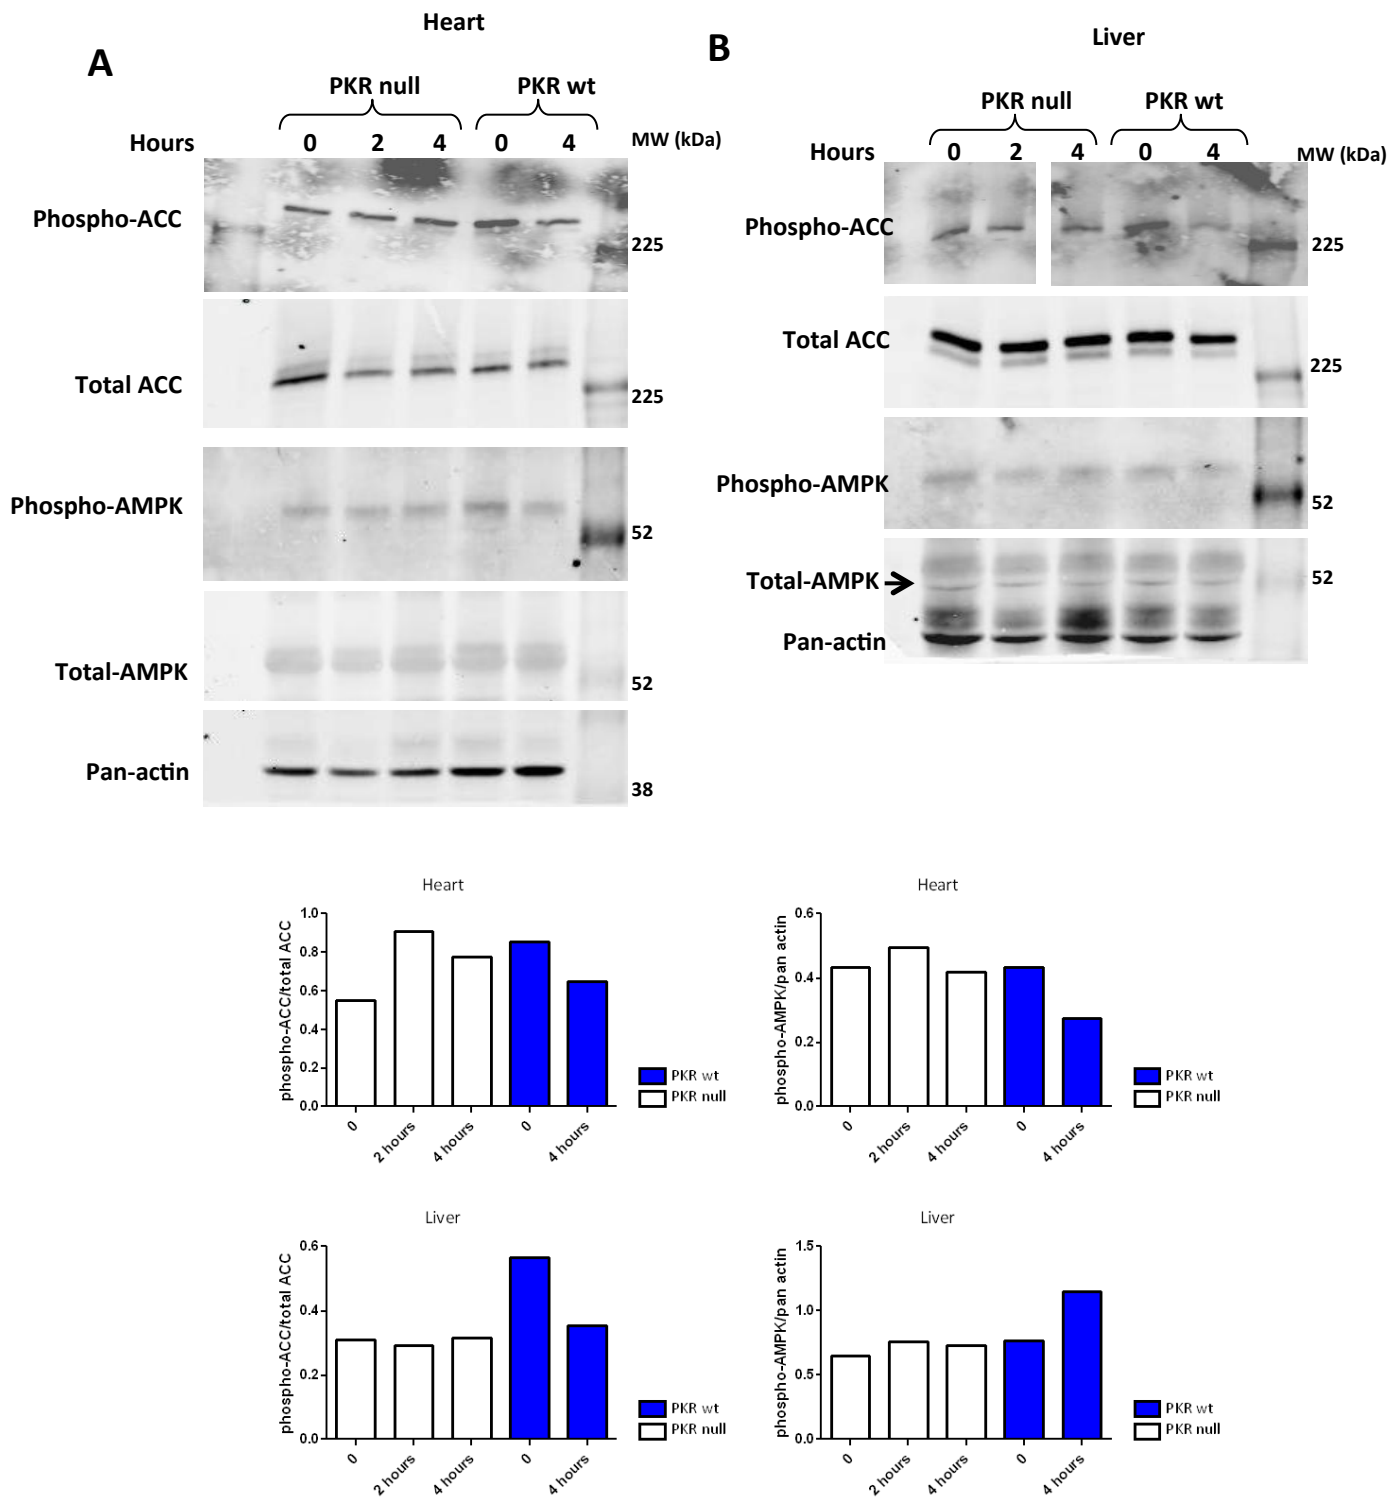 Heart
A
PKR null
PKR wt
Hours
0
2
4
0
4
MW (kDa)
Phospho-ACC
225
Total ACC
225
Phospho-AMPK
52
Total-AMPK
52
Pan-actin
38
B
Liver
PKR null
PKR wt
Hours
0
2
4
0
4
MW (kDa)
Phospho-ACC
225
Total ACC
225
Phospho-AMPK
52
Total-AMPK
52
Pan-actin
Heart
phospho-ACC/total ACC
1.0
0.8
0.6
0.4
0.2
0.0
0
2 hours
4 hours
0
4 hours
PKR wt
PKR null
Heart
phospho-AMPK/pan actin
0.6
0.4
0.2
0.0
0
2 hours
4 hours
0
4 hours
PKR wt
PKR null
Liver
phospho-ACC/total ACC
0.6
0.4
0.2
0.0
0
2 hours
4 hours
0
4 hours
PKR wt
PKR null
Liver
phospho-AMPK/pan actin
1.5
1.0
0.5
0.0
0
2 hours
4 hours
0
4 hours
PKR wt
PKR null